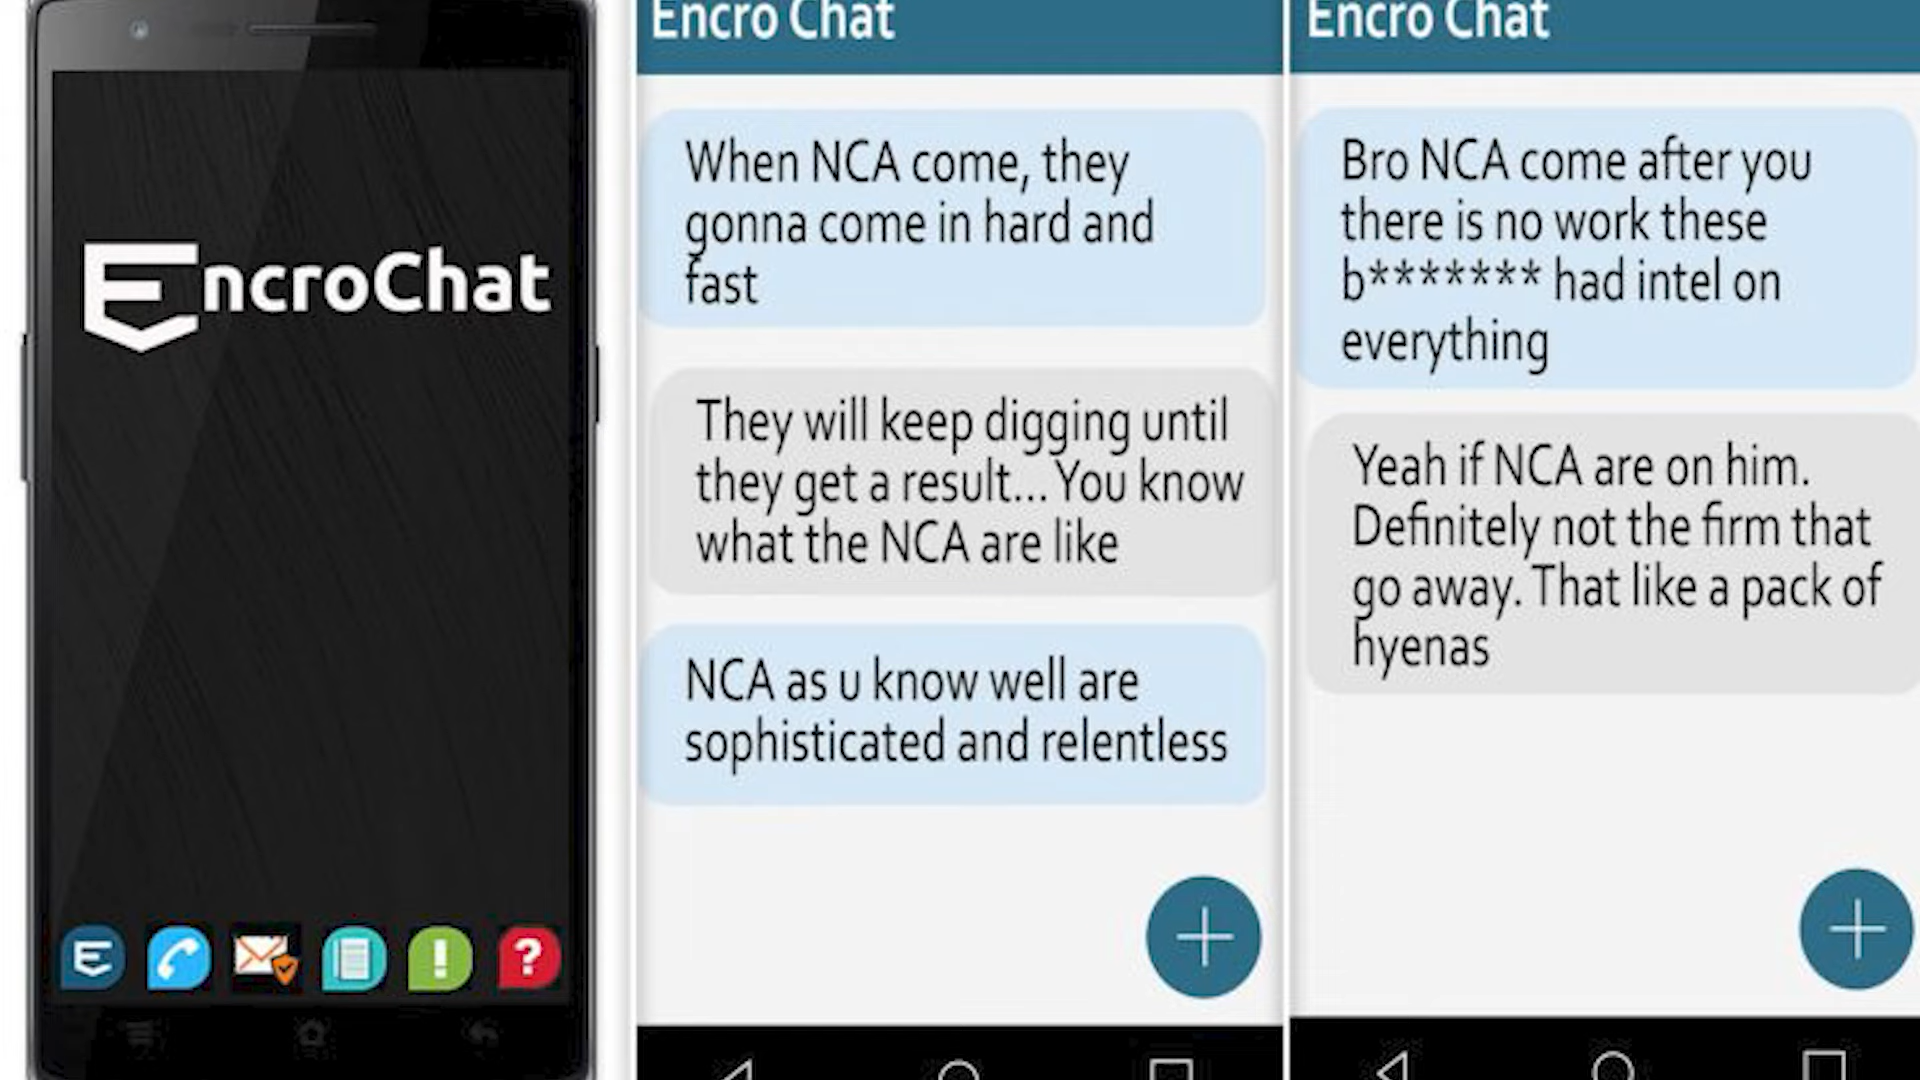 EncroChat
Encro Chat
When NCA come, they
gonna come in hard and
fast
They will keep digging until
they get a result... You know
what the NCA are like
NCA as u know well are
sophisticated and relentless
Encro Chat
Bro NCA come after you
there is no work these
b******* had intel on
everything
Yeah if NCA are on him.
Definitely not the firm that
go away. That like a pack of
hyenas